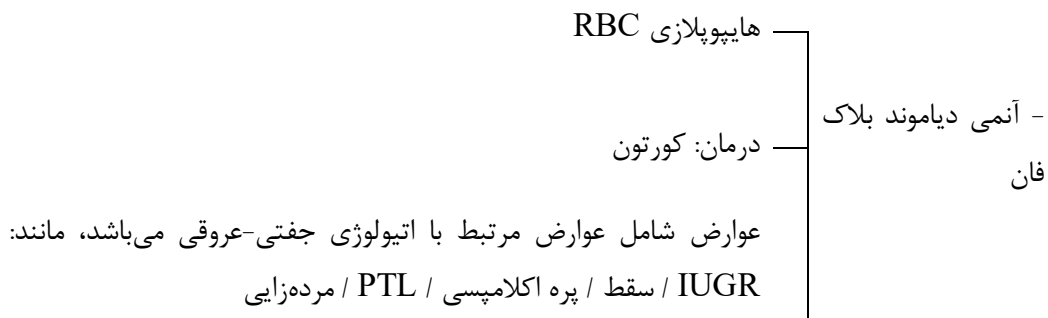 - آنمی دیاموند بلاک
فان
هایپوپلازی RBC
درمان: کورتون
عوارض شامل عوارض مرتبط با اتیولوژی جفتی-عروقی می‌باشد، مانند:
IUGR / سقط / پره اکلامپسی / PTL / مرده‌زایی